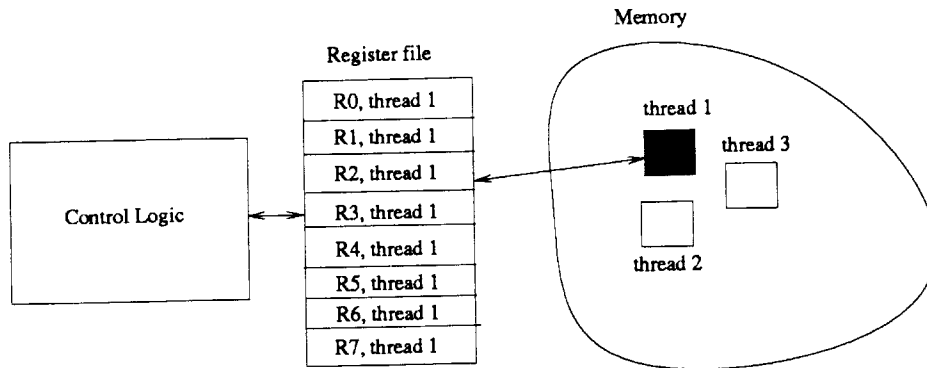 Memory
Register file
R0, thread 1
R1, thread 1
R2, thread 1
R3, thread 1
R4, thread 1
R5, thread 1
R6, thread 1
R7, thread 1
Control Logic
thread 1
thread 3
thread 2